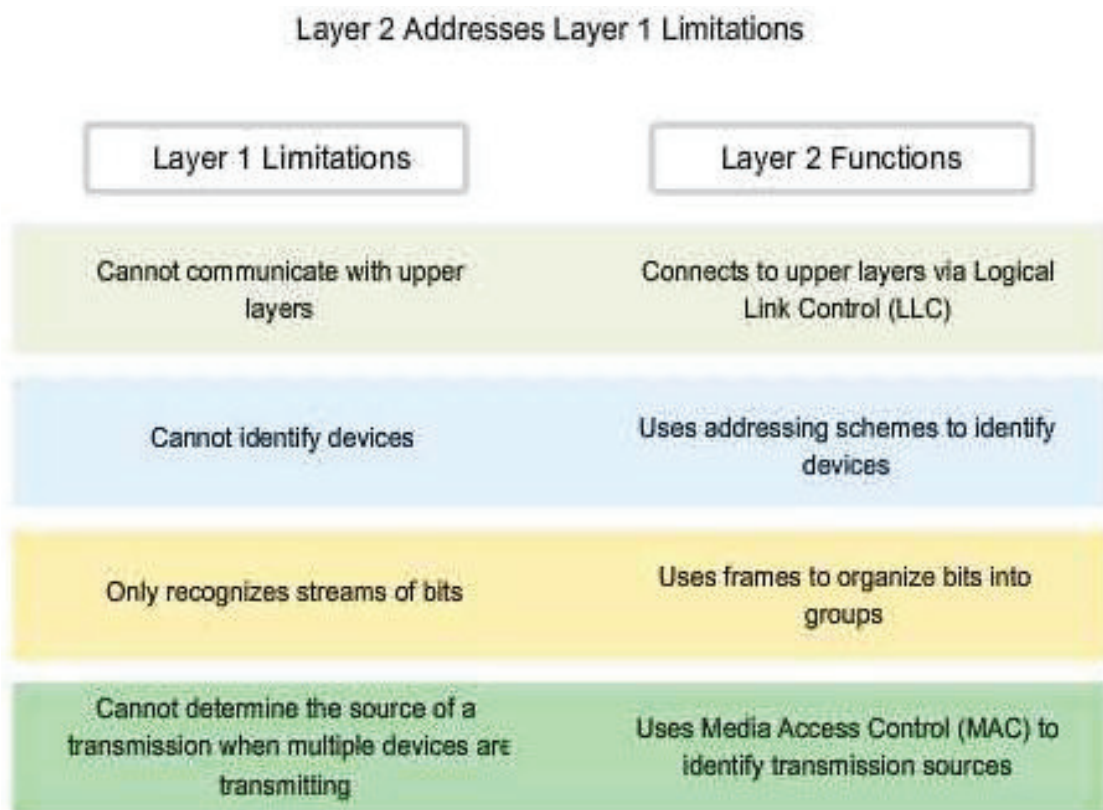 Layer 2 Addresses Layer 1 Limitations
Layer 1 Limitations
Layer 2 Functions
Cannot communicate with upper
layers
Connects to upper layers via Logical
Link Control (LLC)
Cannot identify devices
Uses addressing schemes to identify
devices
Only recognizes streams of bits
Uses frames to organize bits into
groups
Cannot determine the source of a
transmission when multiple devices are
transmitting
Uses Media Access Control (MAC) to
identify transmission sources